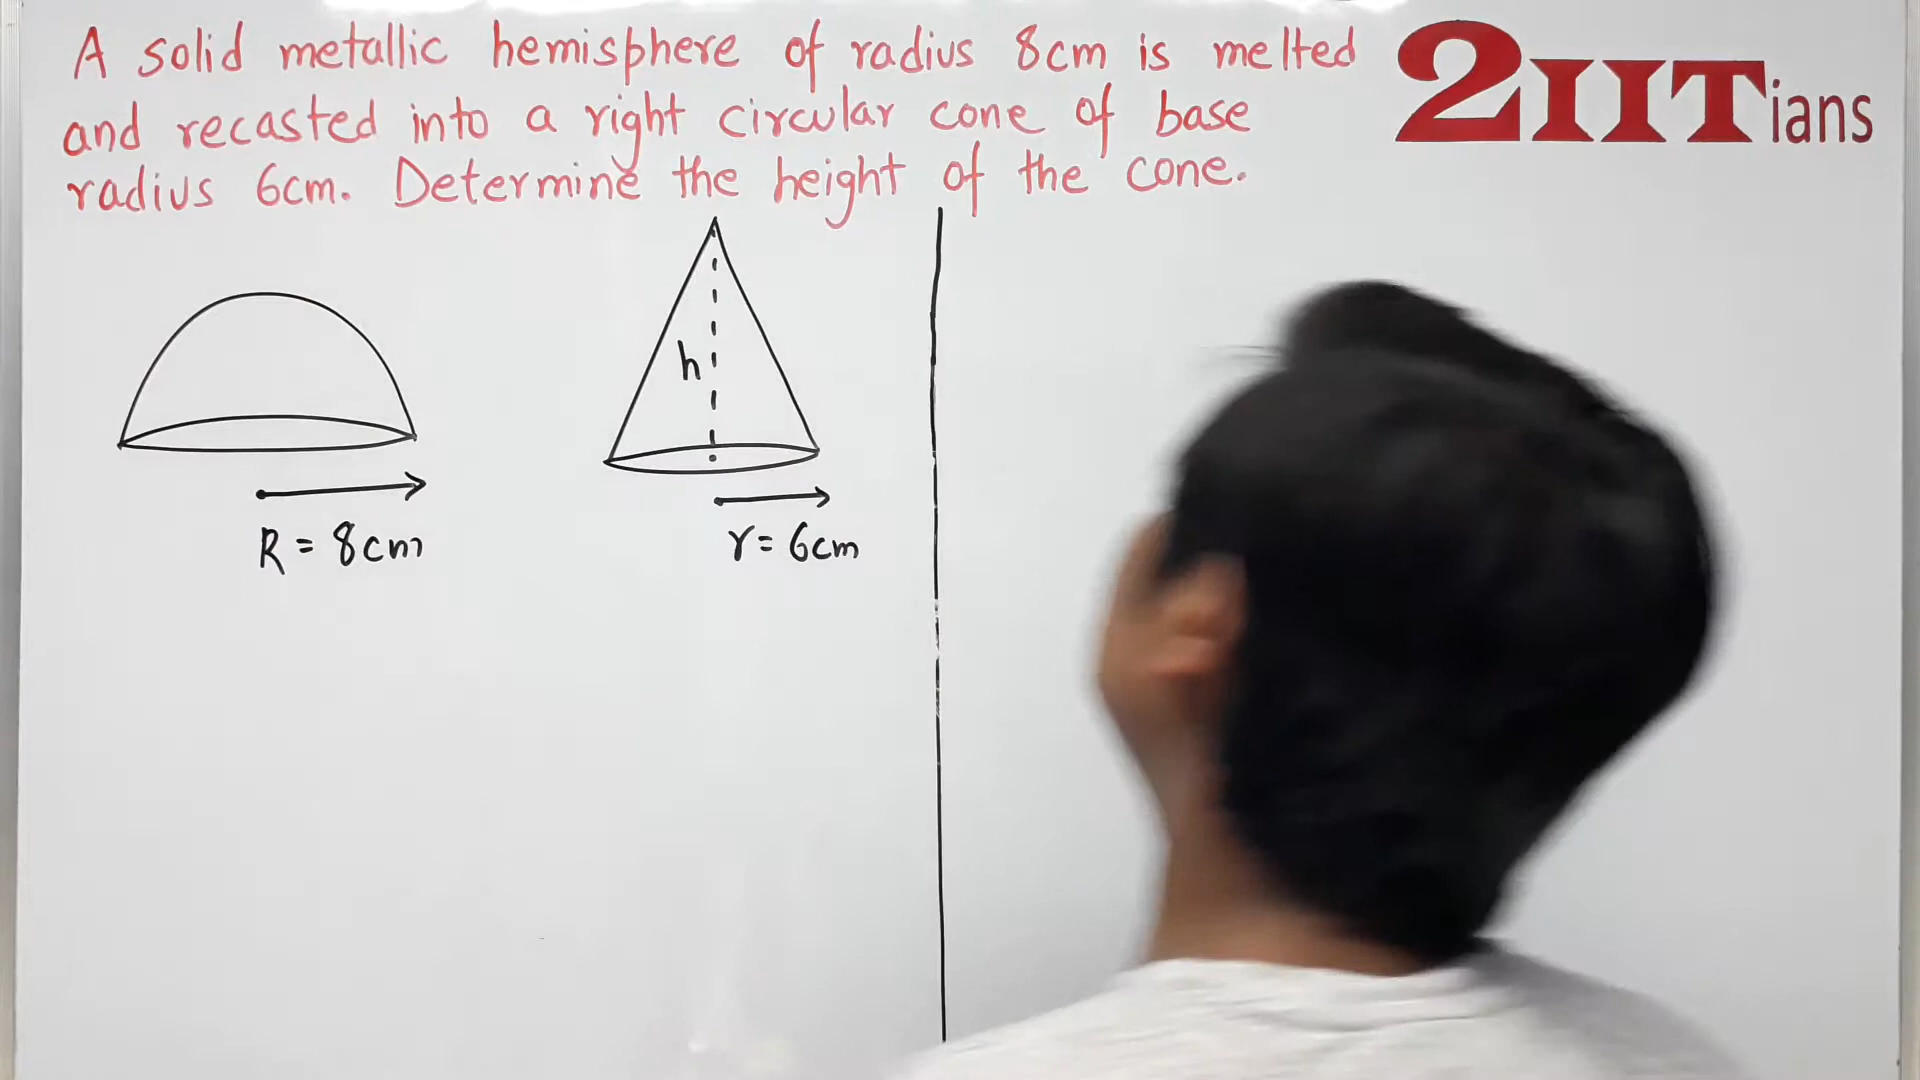 A solid metallic hemisphere of radius 8cm is melted
and recasted into a right circular cone of base
radius 6cm. Determine the height of the cone.
2IITians
h
R = 8cm
r = 6cm